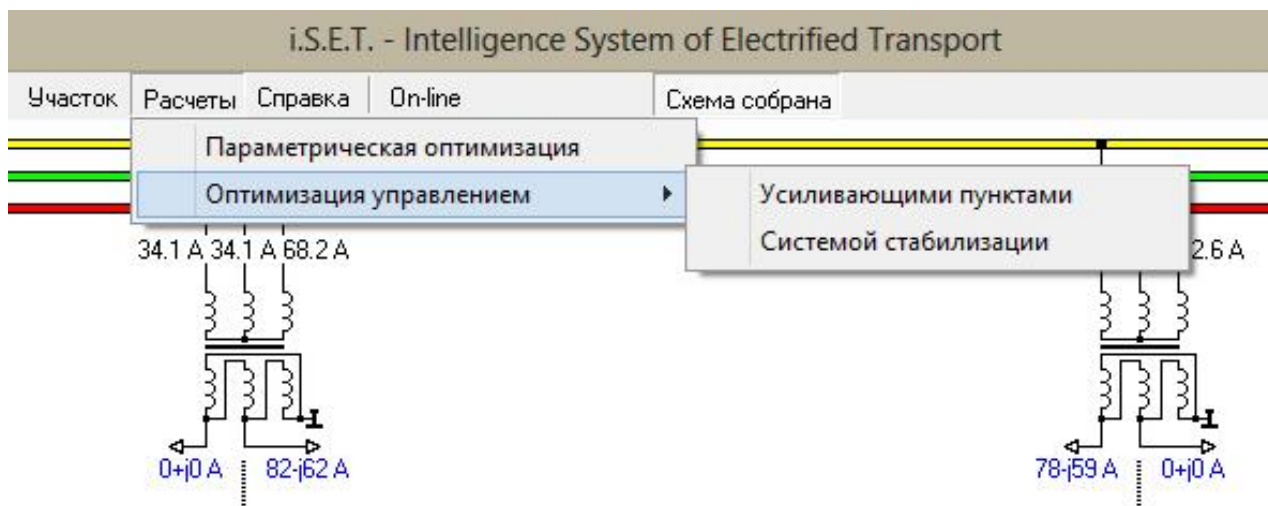 i.S.E.T. - Intelligence System of Electrified Transport
Участок Расчеты Справка On-line Схема собрана
Параметрическая оптимизация
Оптимизация управлением
Усиливающими пунктами
Системой стабилизации
34.1 A 34.1 A 68.2 A
2.6 A
0+j0 A 82-j62 A
78-j59 A 0+j0 A